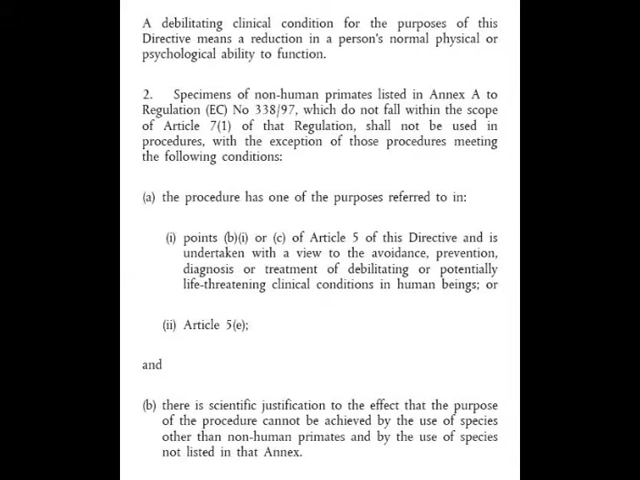 A debilitating clinical condition for the purposes of this
Directive means a reduction in a person's normal physical or
psychological ability to function.
2. Specimens of non-human primates listed in Annex A to
Regulation (EC) No 338/97, which do not fall within the scope
of Article 7(1) of that Regulation, shall not be used in
procedures, with the exception of those procedures meeting
the following conditions:
(a) the procedure has one of the purposes referred to in:
(i) points (b)(i) or (c) of Article 5 of this Directive and is
undertaken with a view to the avoidance, prevention,
diagnosis or treatment of debilitating or potentially
life-threatening clinical conditions in human beings; or
(ii) Article 5(e);
and
(b) there is scientific justification to the effect that the purpose
of the procedure cannot be achieved by the use of species
other than non-human primates and by the use of species
not listed in that Annex.